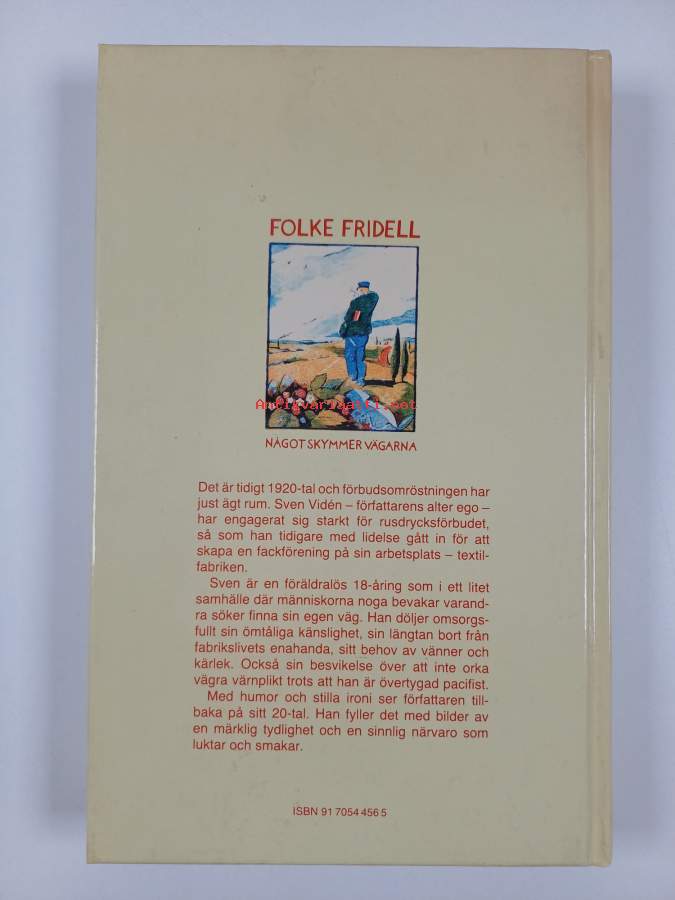 FOLKE FRIDELL
Antikvariaatti.net
NÅGOT SKYMMER VÄGARNA
Det är tidigt 1920-tal och förbudsomröstningen har
just ägt rum. Sven Vidén – författarens alter ego –
har engagerat sig starkt för rusdrycksförbudet,
så som han tidigare med lidelse gått in för att
skapa en fackförening på sin arbetsplats – textil-
fabriken.
Sven är en föräldralös 18-åring som i ett litet
samhälle där människorna noga bevakar varand-
ra söker finna sin egen väg. Han döljer omsorgs-
fullt sin ömtåliga känslighet, sin längtan bort från
fabrikslivets enahanda, sitt behov av vänner och
kärlek. Också sin besvikelse över att inte orka
vägra värnplikt trots att han är övertygad pacifist.
Med humor och stilla ironi ser författaren till-
baka på sitt 20-tal. Han fyller det med bilder av
en märklig tydlighet och en sinnlig närvaro som
luktar och smakar.
ISBN 91 7054 456 5